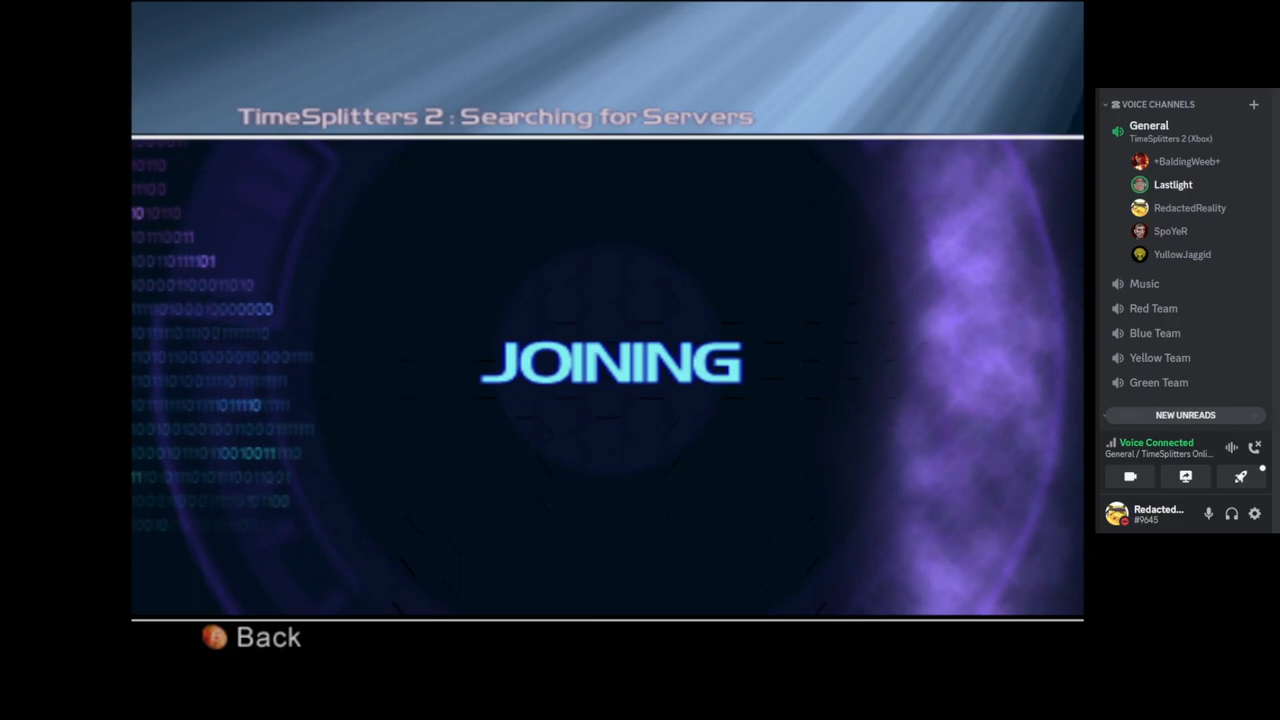 TimeSplitters 2 : Searching for Servers
JOINING
Back
VOICE CHANNELS
General
TimeSplitters 2 (Xbox)
+BaldingWeeb+
Lastlight
RedactedReality
SpoYeR
YullowJaggid
Music
Red Team
Blue Team
Yellow Team
Green Team
NEW UNREADS
Voice Connected
General / TimeSplitters Onli...
Redacted...
#9645